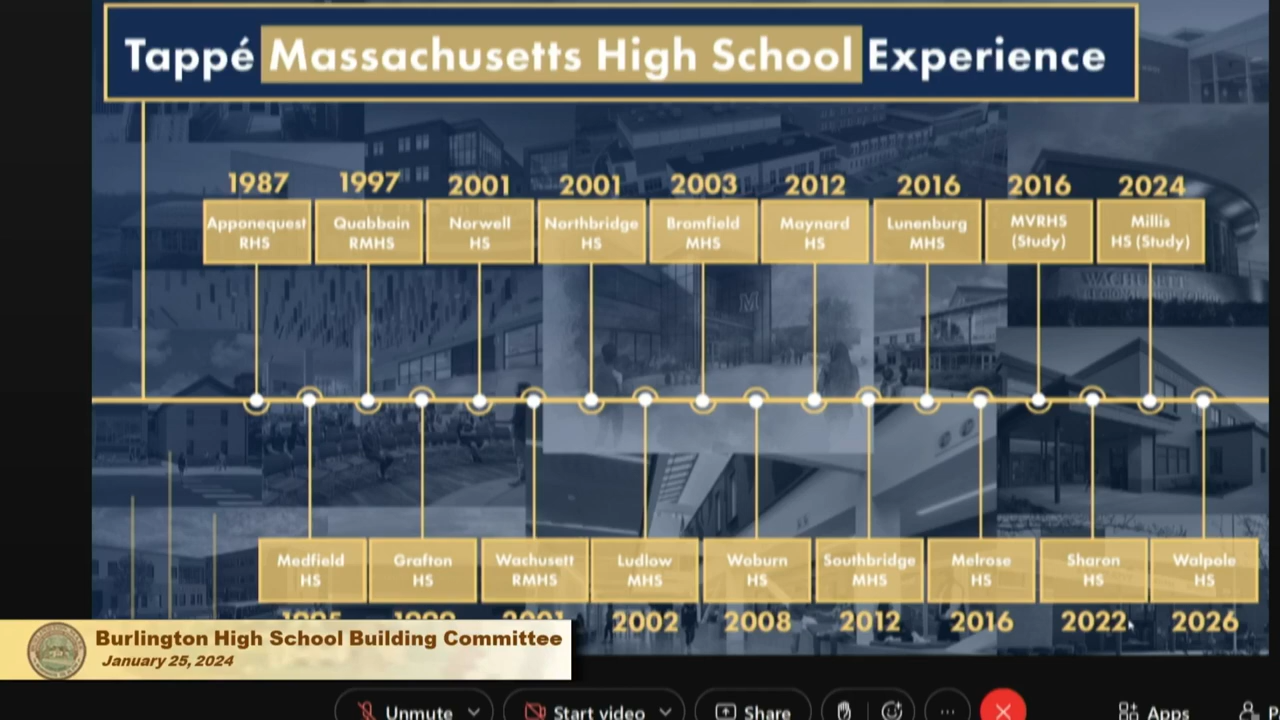 Tappé Massachusetts High School Experience
1987 1997 2001 2001 2003 2012 2016 2016 2024
Apponequest
RHS
Quabbain
RMHS
Norwell
HS
Northbridge
HS
Bromfield
MHS
Maynard
HS
Lunenburg
MHS
MVRHS
(Study)
Millis
HS (Study)
M
WACHUSETT
Medfield
HS
Grafton
HS
Wachusett
RMHS
Ludlow
MHS
Woburn
HS
Southbridge
MHS
Melrose
HS
Sharon
HS
Walpole
HS
2002 2008 2012 2016 2022 2026
Burlington High School Building Committee
January 25, 2024
Unmute
Start video
Share
Apps